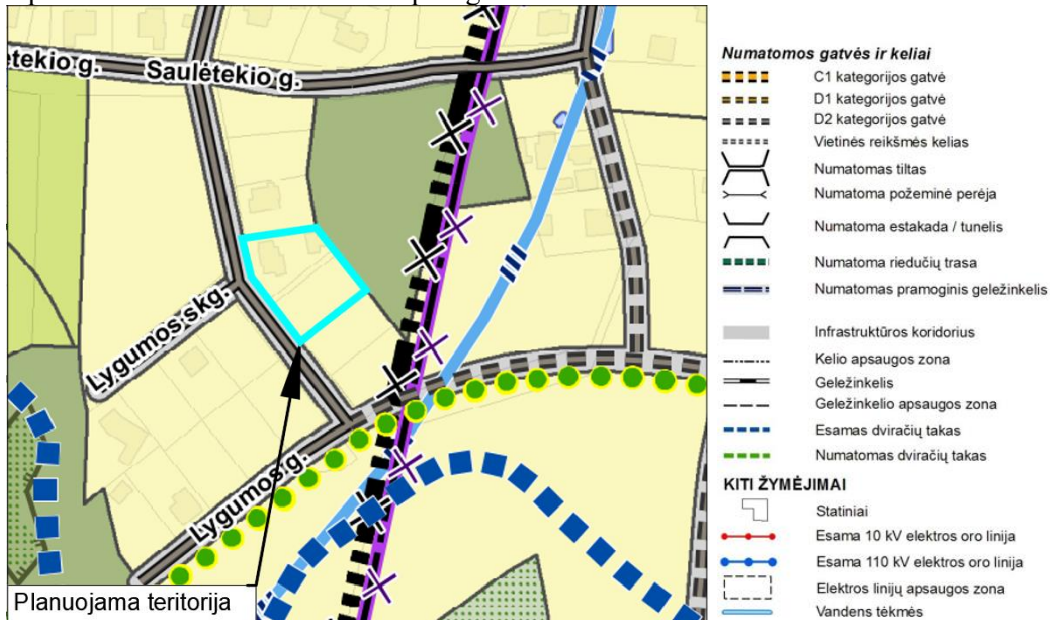 ėtekio g.
Saulėtekio g.
Lygumos skg.
Lygumos g.
Planuojama teritorija
Numatomos gatvės ir keliai
C1 kategorijos gatvė
D1 kategorijos gatvė
D2 kategorijos gatvė
Vietinės reikšmės kelias
Numatomas tiltas
Numatoma požeminė perėja
Numatoma estakada / tunelis
Numatoma riedučių trasa
Numatomas pramoginis geležinkelis
Infrastruktūros koridorius
Kelio apsaugos zona
Geležinkelis
Geležinkelio apsaugos zona
Esamas dviračių takas
Numatomas dviračių takas
KITI ŽYMĖJIMAI
Statiniai
Esama 10 kV elektros oro linija
Esama 110 kV elektros oro linija
Elektros linijų apsaugos zona
Vandens tėkmės